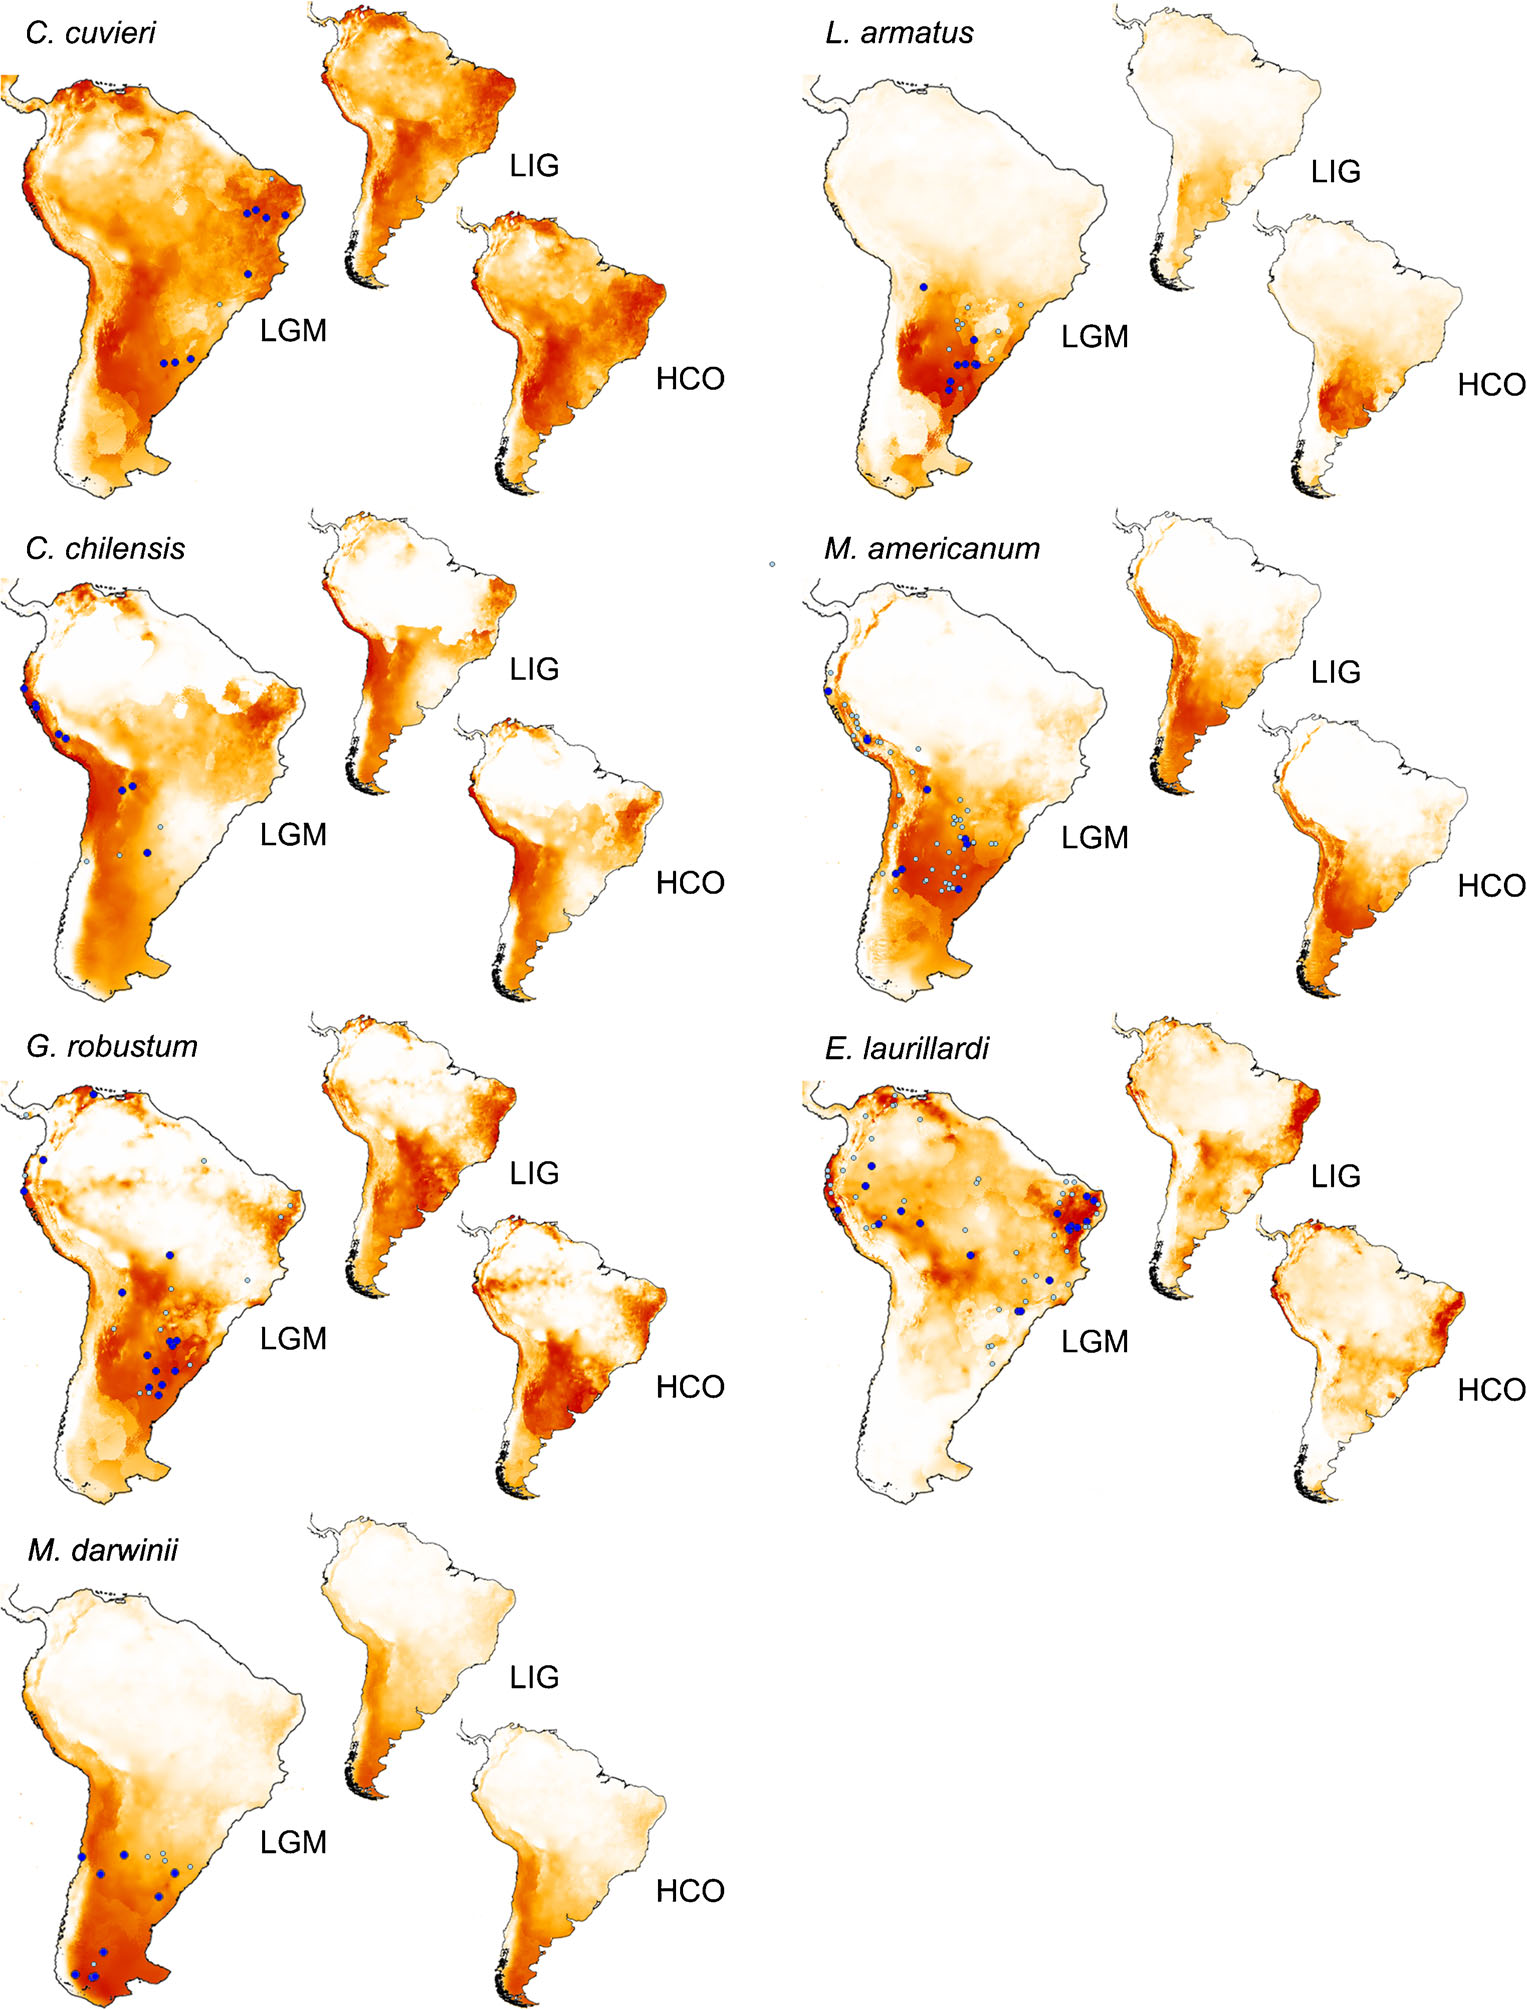 C. cuvieri
LIG
LGM
HCO
L. armatus
LIG
LGM
HCO
C. chilensis
LIG
LGM
HCO
M. americanum
LIG
LGM
HCO
G. robustum
LIG
LGM
HCO
E. laurillardi
LIG
LGM
HCO
M. darwinii
LIG
LGM
HCO